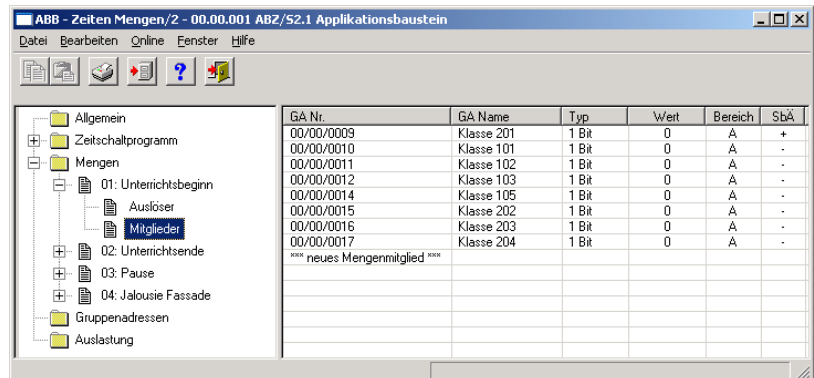 ABB - Zeiten Mengen/2 - 00.00.001 ABZ/S2.1 Applikationsbaustein
Datei Bearbeiten Online Fenster Hilfe
Allgemein
Zeitschaltprogramm
Mengen
01: Unterrichtsbeginn
Auslöser
Mitglieder
02: Unterrichtsende
03: Pause
04: Jalousie Fassade
Gruppenadressen
Auslastung
GA Nr. GA Name Typ Wert Bereich SbÄ
00/00/0009 Klasse 201 1 Bit 0 A +
00/00/0010 Klasse 101 1 Bit 0 A -
00/00/0011 Klasse 102 1 Bit 0 A -
00/00/0012 Klasse 103 1 Bit 0 A -
00/00/0014 Klasse 105 1 Bit 0 A -
00/00/0015 Klasse 202 1 Bit 0 A -
00/00/0016 Klasse 203 1 Bit 0 A -
00/00/0017 Klasse 204 1 Bit 0 A -
*** neues Mengenmitglied ***